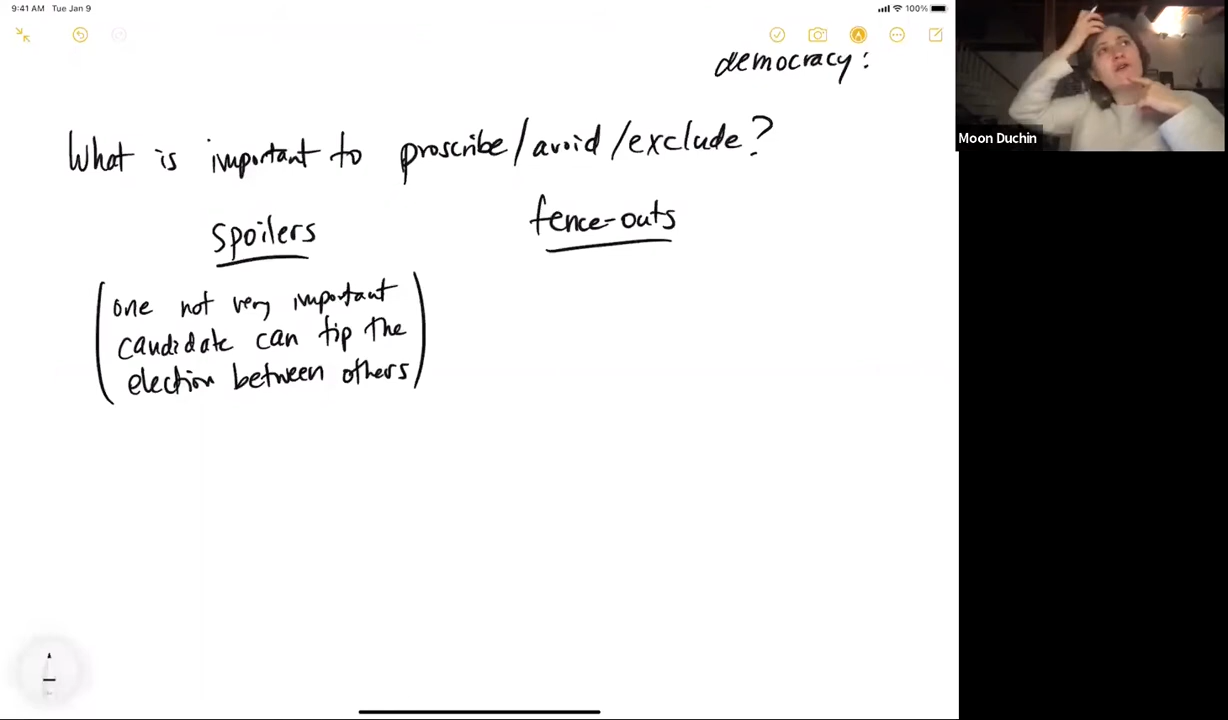 9:41 AM Tue Jan 9
100%
democracy:
What is important to proscribe/avoid/exclude?
spoilers
fence-outs
(one not very important
candidate can tip the
election between others)
Moon Duchin